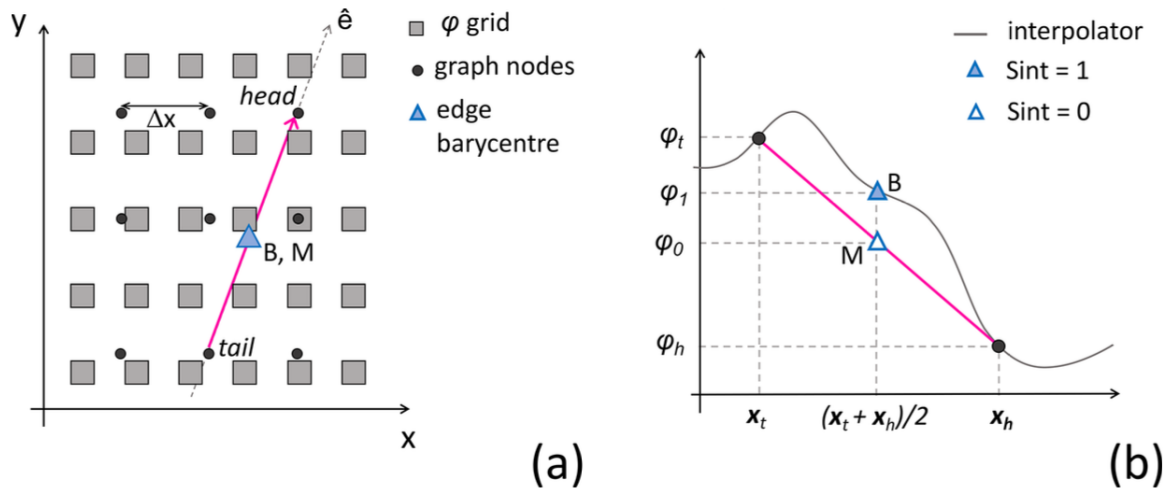 y
ê
φ grid
graph nodes
edge
barycentre
head
Δx
B, M
tail
x
(a)
interpolator
Sint = 1
Sint = 0
φt
φ1
φ0
φh
B
M
xt
(xt + xh)/2
xh
(b)